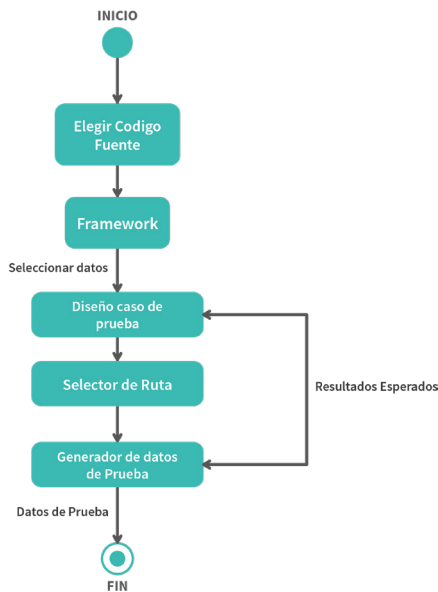 INICIO
Elegir Codigo
Fuente
Framework
Seleccionar datos
Diseño caso de
prueba
Selector de Ruta
Resultados Esperados
Generador de datos
de Prueba
Datos de Prueba
FIN